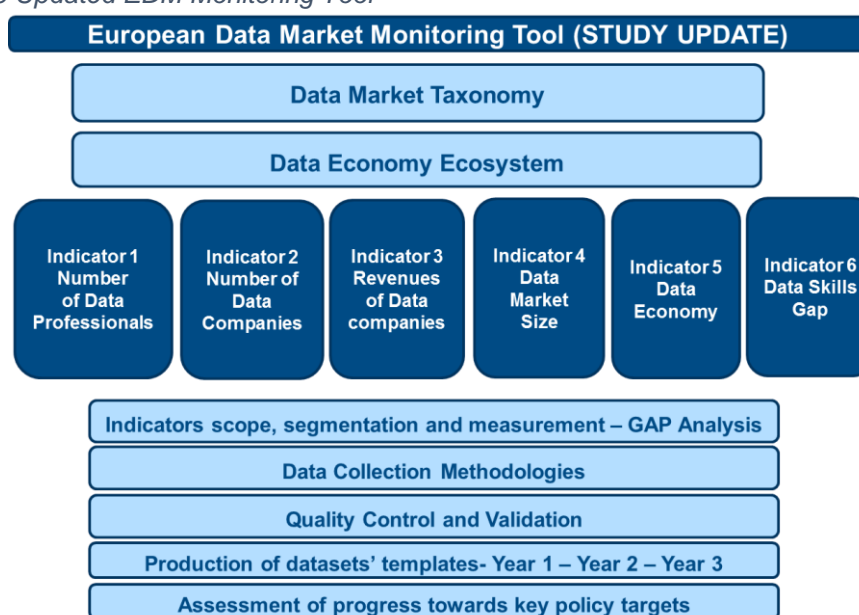 Updated EDM Monitoring Tool
European Data Market Monitoring Tool (STUDY UPDATE)
Data Market Taxonomy
Data Economy Ecosystem
Indicator 1
Number
of Data
Professionals
Indicator 2
Number of
Data
Companies
Indicator 3
Revenues
of Data
companies
Indicator 4
Data
Market
Size
Indicator 5
Data
Economy
Indicator 6
Data Skills
Gap
Indicators scope, segmentation and measurement – GAP Analysis
Data Collection Methodologies
Quality Control and Validation
Production of datasets’ templates- Year 1 – Year 2 – Year 3
Assessment of progress towards key policy targets